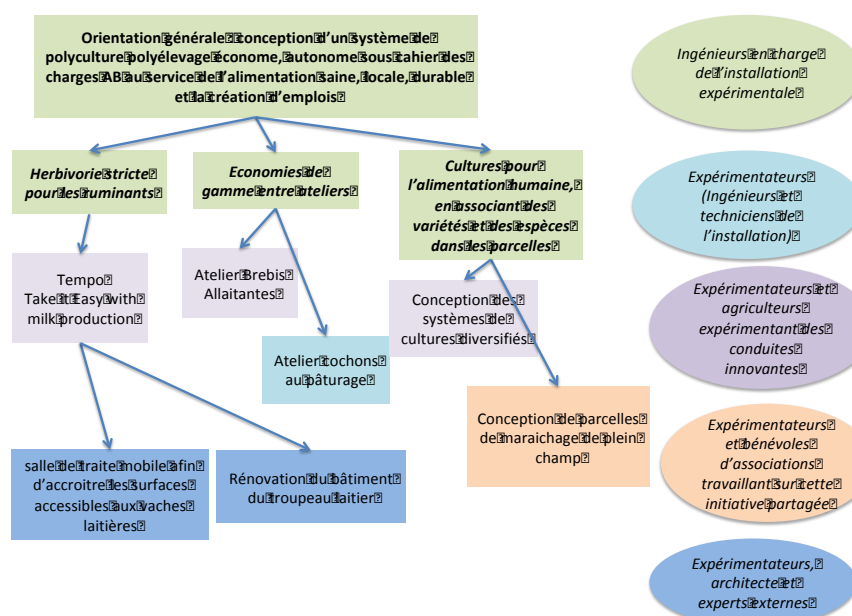 Orientation générale : conception d'un système de
polyculture polyélevage économe, autonome sous cahier des
charges AB au service de l'alimentation saine, locale, durable
et la création d'emplois
Ingénieurs en charge
de l'installation
expérimentale
Herbivorie stricte
pour les ruminants
Economies de
gamme entre ateliers
Cultures pour
l'alimentation humaine,
en associant des
variétés et des espèces
dans les parcelles
Expérimentateurs
(Ingénieurs et
techniciens de
l'installation)
Tempo
Take it Easy with
milk production
Atelier Brebis
Allaitantes
Conception des
systèmes de
cultures diversifiés
Expérimentateurs et
agriculteurs
expérimentant des
conduites
innovantes
Atelier cochons
au pâturage
Conception de parcelles
de maraichage de plein
champ
Expérimentateurs
et bénévoles
d'associations
travaillant sur cette
initiative partagée
salle de traite mobile afin
d'accroitre les surfaces
accessibles aux vaches
laitières
Rénovation du bâtiment
du troupeau laitier
Expérimentateurs,
architecte et
experts externes